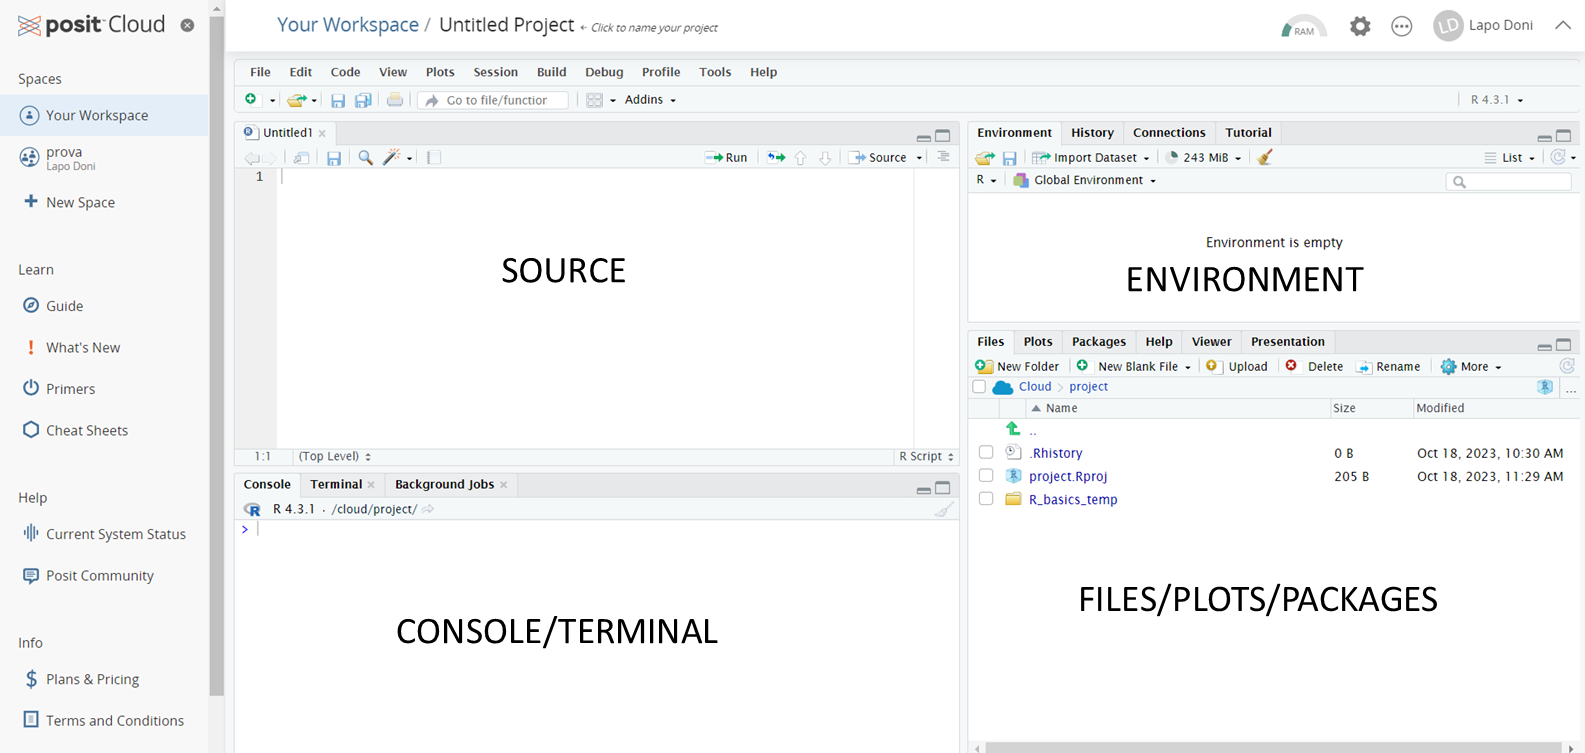 posit Cloud
Your Workspace / Untitled Project ← Click to name your project
RAM
LD Lapo Doni
Spaces
Your Workspace
prova
Lapo Doni
New Space
Learn
Guide
What's New
Primers
Cheat Sheets
Help
Current System Status
Posit Community
Info
Plans & Pricing
Terms and Conditions
File Edit Code View Plots Session Build Debug Profile Tools Help
Go to file/function Addins R 4.3.1
Untitled1
Run Source
1
SOURCE
1:1 (Top Level) R Script
Console Terminal Background Jobs
R 4.3.1 · /cloud/project/
>
CONSOLE/TERMINAL
Environment History Connections Tutorial
Import Dataset 243 MiB List
R Global Environment
Environment is empty
ENVIRONMENT
Files Plots Packages Help Viewer Presentation
New Folder New Blank File Upload Delete Rename More
Cloud > project R ...
Name Size Modified
..
.Rhistory 0 B Oct 18, 2023, 10:30 AM
project.Rproj 205 B Oct 18, 2023, 11:29 AM
R_basics_temp
FILES/PLOTS/PACKAGES